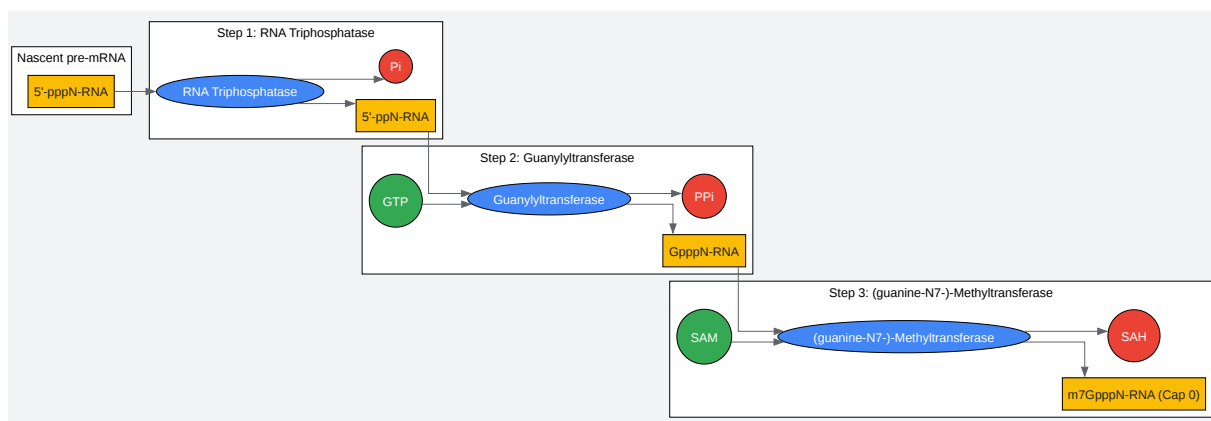 Step 1: RNA Triphosphatase
Nascent pre-mRNA
5'-pppN-RNA
RNA Triphosphatase
Pi
5'-ppN-RNA
Step 2: Guanylyltransferase
GTP
Guanylyltransferase
PPi
GpppN-RNA
Step 3: (guanine-N7-)-Methyltransferase
SAM
(guanine-N7-)-Methyltransferase
SAH
m7GpppN-RNA (Cap 0)